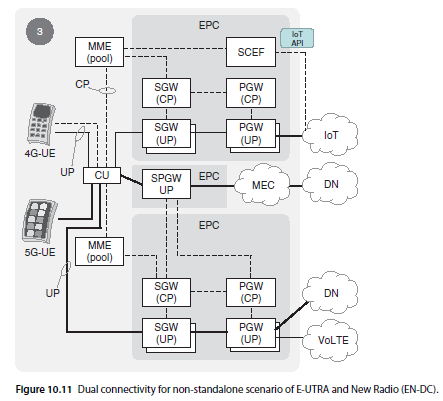 3
EPC
IoT
API
MME
(pool)
SCEF
CP
SGW
(CP)
PGW
(CP)
SGW
(UP)
PGW
(UP)
IoT
4G-UE
UP
CU
SPGW
UP
EPC
MEC
DN
5G-UE
EPC
MME
(pool)
UP
SGW
(CP)
PGW
(CP)
DN
SGW
(UP)
PGW
(UP)
VoLTE
Figure 10.11 Dual connectivity for non-standalone scenario of E-UTRA and New Radio (EN-DC).